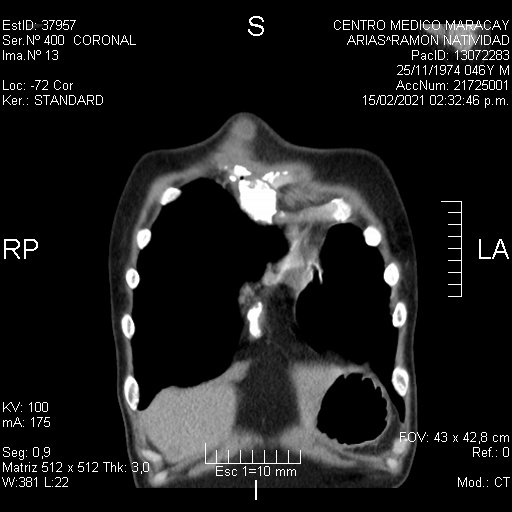 EstID: 37957
Ser.Nº 400 CORONAL
Ima.Nº 13
Loc: -72 Cor
Ker.: STANDARD
S
CENTRO MEDICO MARACAY
ARIAS^RAMON NATIVIDAD
PacID: 13072283
25/11/1974 046Y M
AccNum: 21725001
15/02/2021 02:32:46 p.m.
RP
LA
KV: 100
mA: 175
Seg: 0,9
Matriz 512 x 512 Thk: 3,0
W:381 L:22
Esc 1=10 mm
I
FOV: 43 x 42,8 cm
Ref.: 0
Mod.: CT